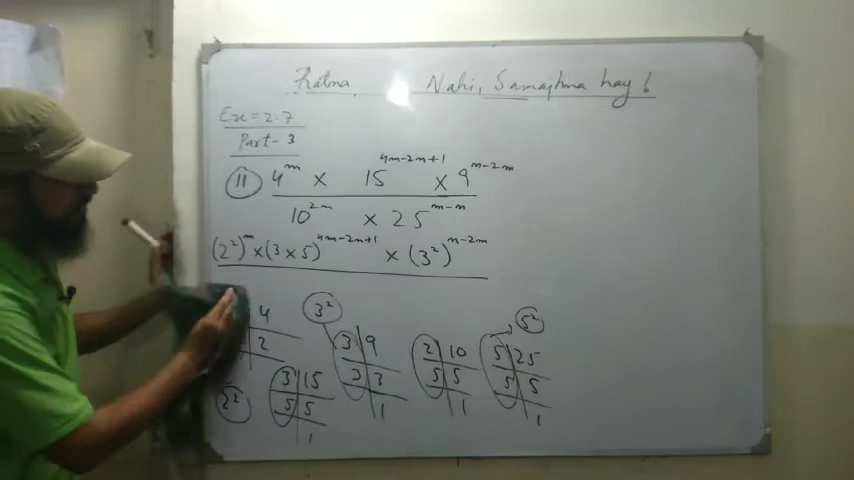 Ratna Nahi, Samajhna hay !
Ex = 2.7
Part - 3
(11) 4^m × 15^(4m-2n+1) × 9^(n-2m)
10^(2m) × 25^(m-n)
(2²)^m × (3 × 5)^(4m-2n+1) × (3²)^(n-2m)
4
2
2²
3 15
5 5
1
3²
3 9
3 3
1
2 10
5 5
1
5²
5 25
5 5
1